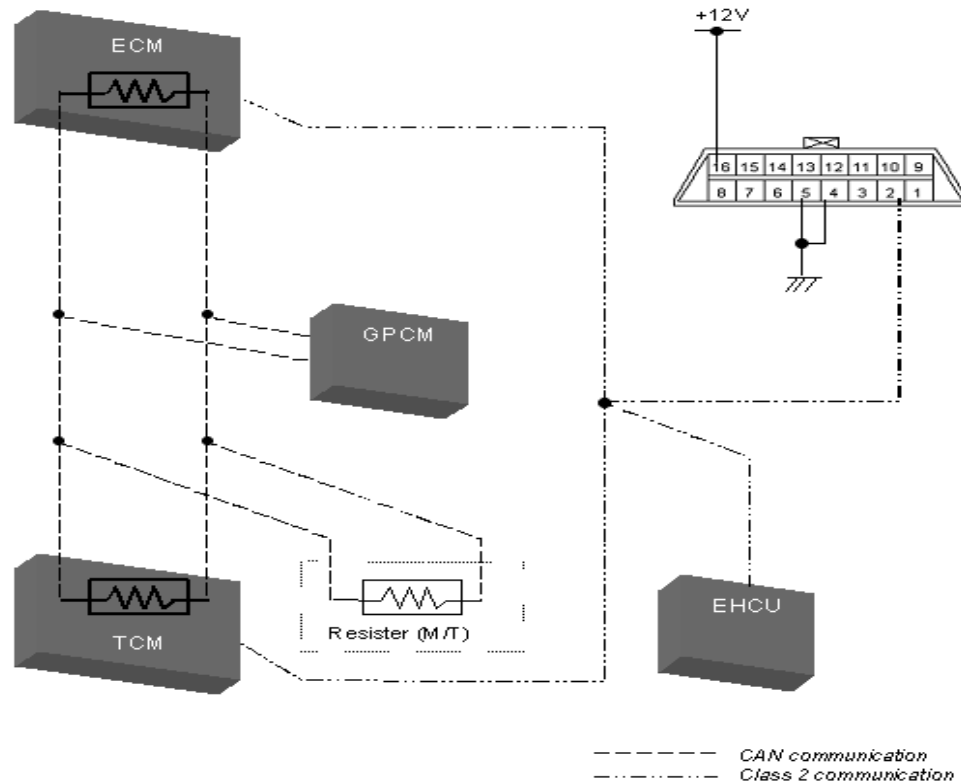 +12V
ECM
16 15 14 13 12 11 10 9
8 7 6 5 4 3 2 1
GPCM
Resister (M/T)
TCM
EHCU
CAN communication
Class 2 communication